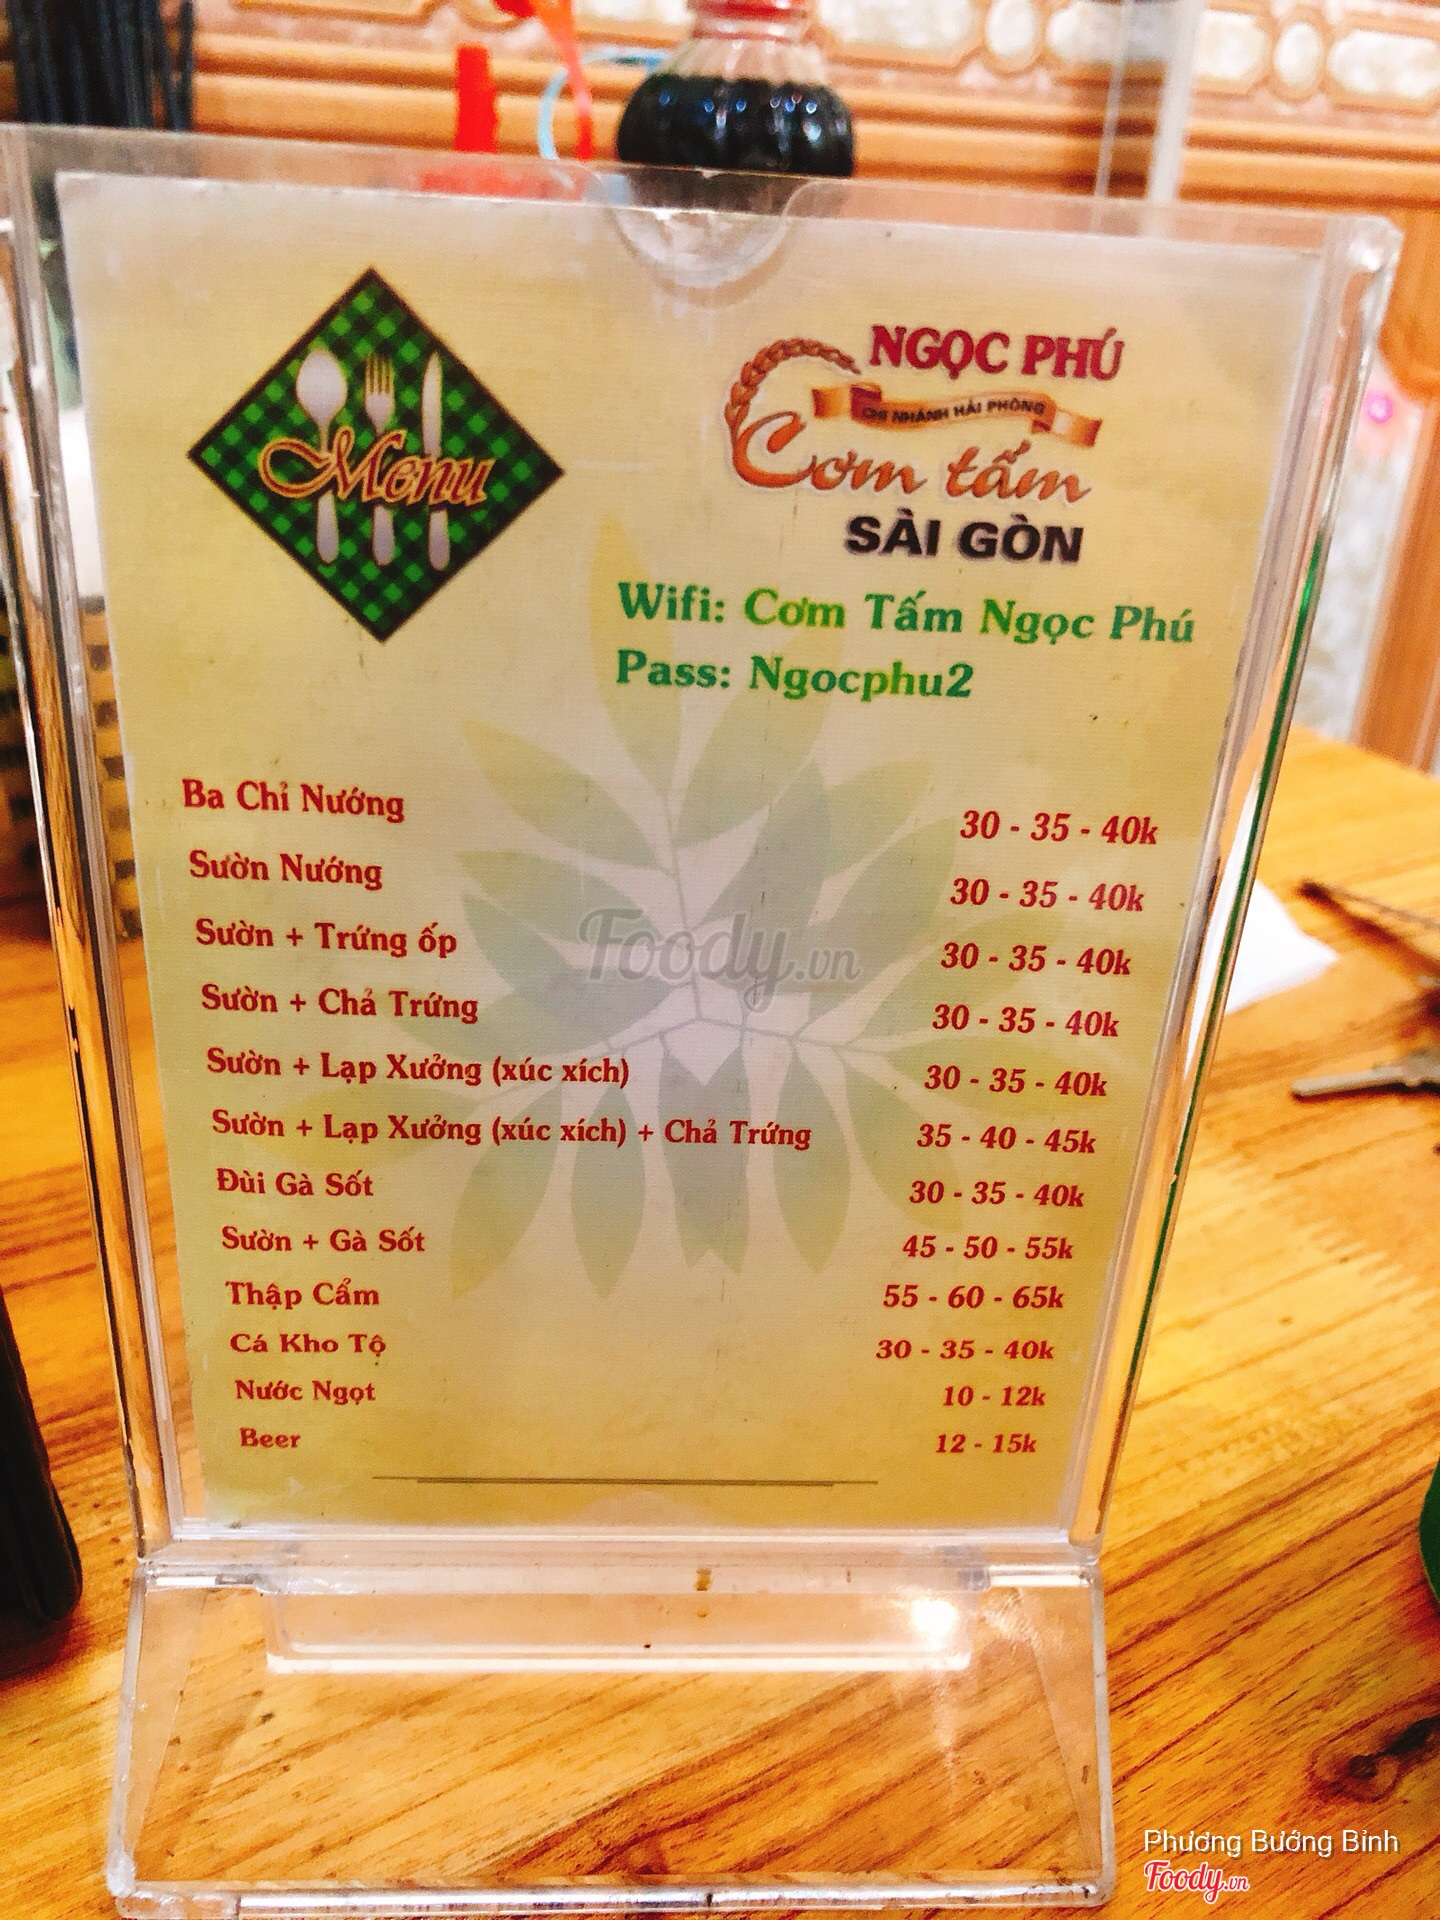 Menu
NGỌC PHÚ
CHI NHÁNH HẢI PHÒNG
Cơm tấm
SÀI GÒN
Wifi: Cơm Tấm Ngọc Phú
Pass: Ngocphu2
Ba Chỉ Nướng 30 - 35 - 40k
Sườn Nướng 30 - 35 - 40k
Sườn + Trứng ốp 30 - 35 - 40k
Sườn + Chả Trứng 30 - 35 - 40k
Sườn + Lạp Xưởng (xúc xích) 30 - 35 - 40k
Sườn + Lạp Xưởng (xúc xích) + Chả Trứng 35 - 40 - 45k
Đùi Gà Sốt 30 - 35 - 40k
Sườn + Gà Sốt 45 - 50 - 55k
Thập Cẩm 55 - 60 - 65k
Cá Kho Tộ 30 - 35 - 40k
Nước Ngọt 10 - 12k
Beer 12 - 15k
Foody.vn
Phương Bướng Bỉnh
Foody.vn